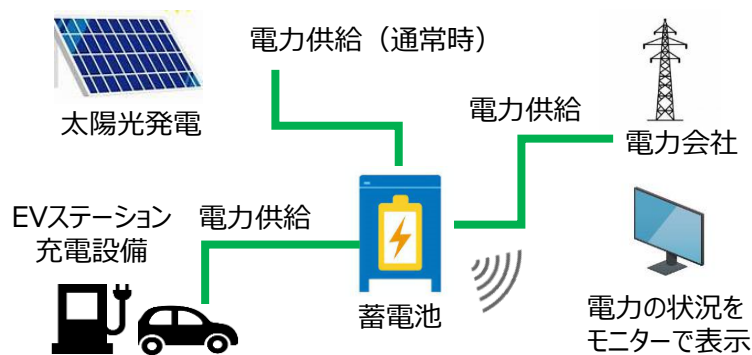 電力供給（通常時）
太陽光発電
電力供給
電力会社
EVステーション
充電設備
電力供給
蓄電池
電力の状況を
モニターで表示